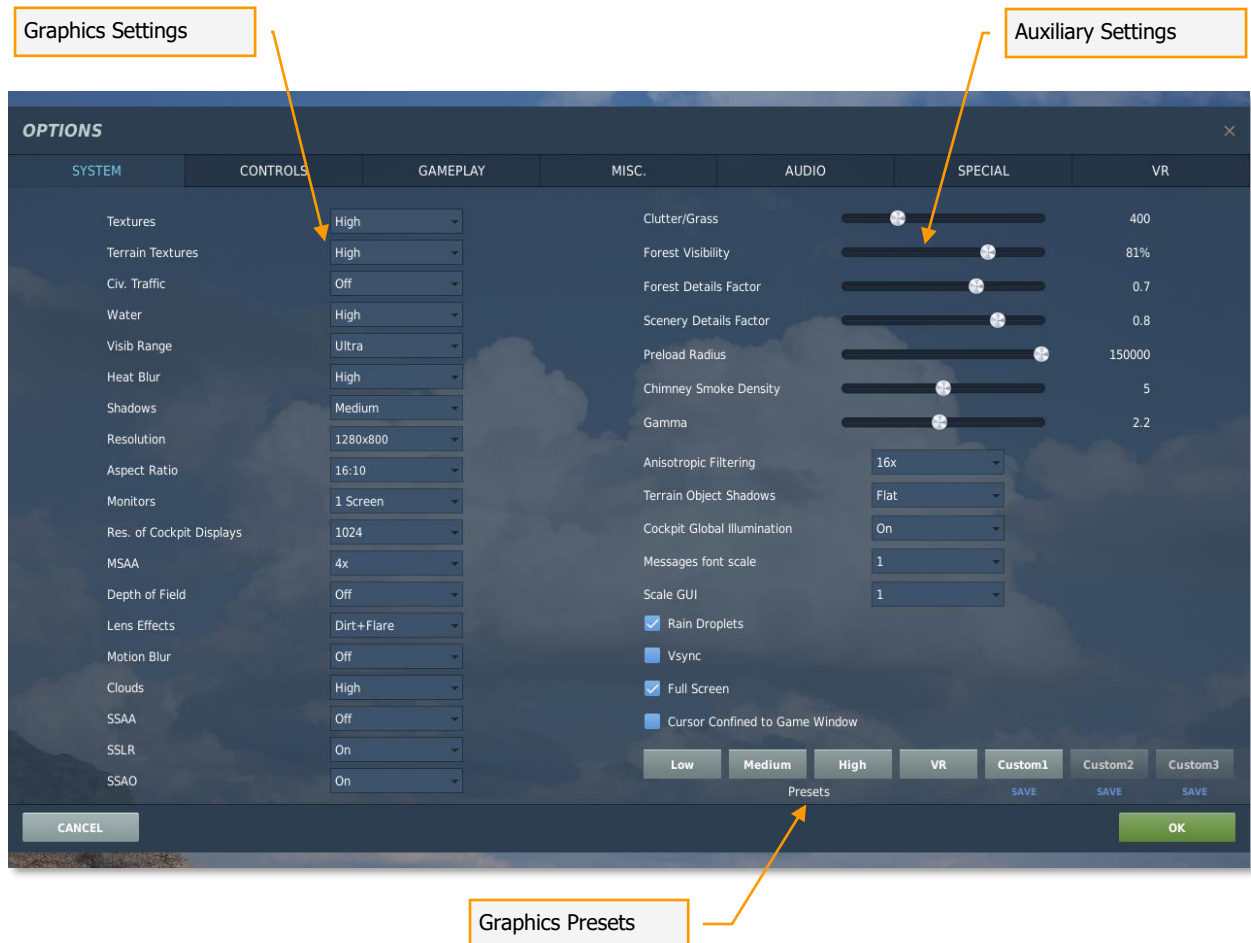 Graphics Settings
Auxiliary Settings
OPTIONS
×
SYSTEM CONTROLS GAMEPLAY MISC. AUDIO SPECIAL VR
Textures High
Terrain Textures High
Civ. Traffic Off
Water High
Visib Range Ultra
Heat Blur High
Shadows Medium
Resolution 1280x800
Aspect Ratio 16:10
Monitors 1 Screen
Res. of Cockpit Displays 1024
MSAA 4x
Depth of Field Off
Lens Effects Dirt+Flare
Motion Blur Off
Clouds High
SSAA Off
SSLR On
SSAO On
Clutter/Grass 400
Forest Visibility 81%
Forest Details Factor 0.7
Scenery Details Factor 0.8
Preload Radius 150000
Chimney Smoke Density 5
Gamma 2.2
Anisotropic Filtering 16x
Terrain Object Shadows Flat
Cockpit Global Illumination On
Messages font scale 1
Scale GUI 1
Rain Droplets
Vsync
Full Screen
Cursor Confined to Game Window
Low Medium High VR Custom1 Custom2 Custom3
Presets SAVE SAVE SAVE
CANCEL OK
Graphics Presets